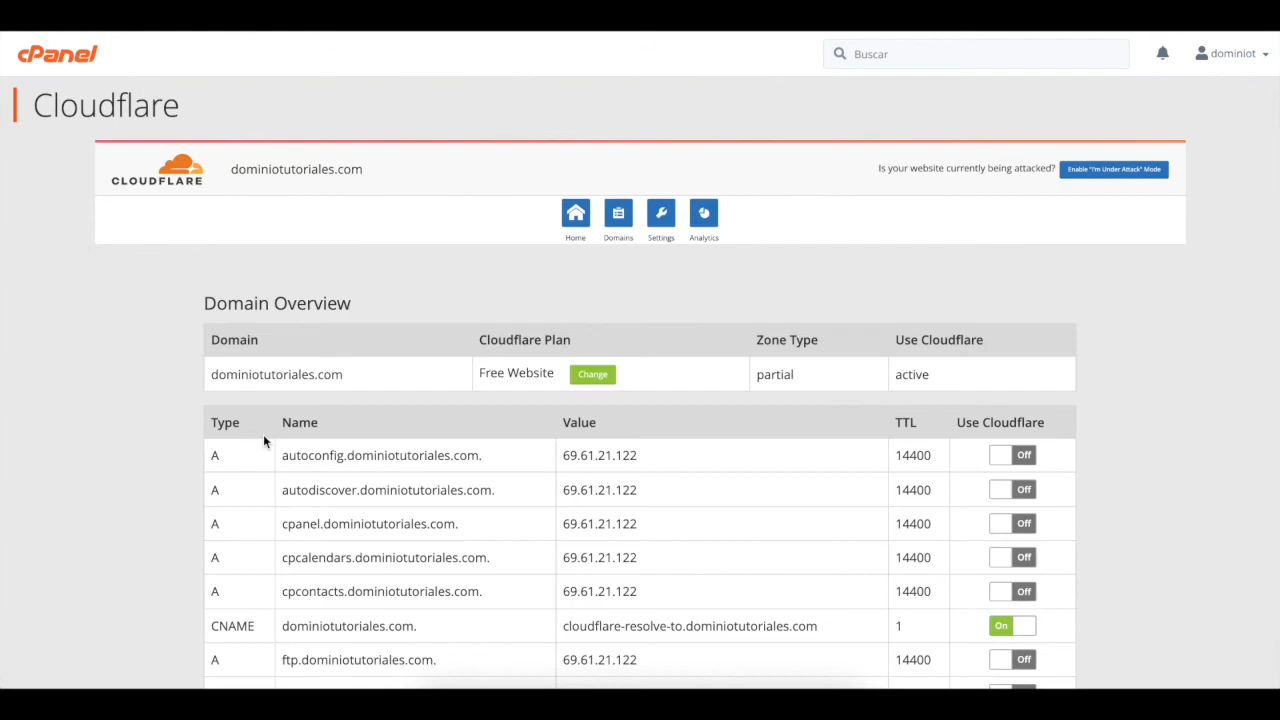 cPanel
Buscar
dominiot
Cloudflare
CLOUDFLARE
dominiotutoriales.com
Is your website currently being attacked?
Enable "I'm Under Attack" Mode
Home
Domains
Settings
Analytics
Domain Overview
Domain Cloudflare Plan Zone Type Use Cloudflare
dominiotutoriales.com Free Website Change partial active
Type Name Value TTL Use Cloudflare
A autoconfig.dominiotutoriales.com. 69.61.21.122 14400 Off
A autodiscover.dominiotutoriales.com. 69.61.21.122 14400 Off
A cpanel.dominiotutoriales.com. 69.61.21.122 14400 Off
A cpcalendars.dominiotutoriales.com. 69.61.21.122 14400 Off
A cpcontacts.dominiotutoriales.com. 69.61.21.122 14400 Off
CNAME dominiotutoriales.com. cloudflare-resolve-to.dominiotutoriales.com 1 On
A ftp.dominiotutoriales.com. 69.61.21.122 14400 Off